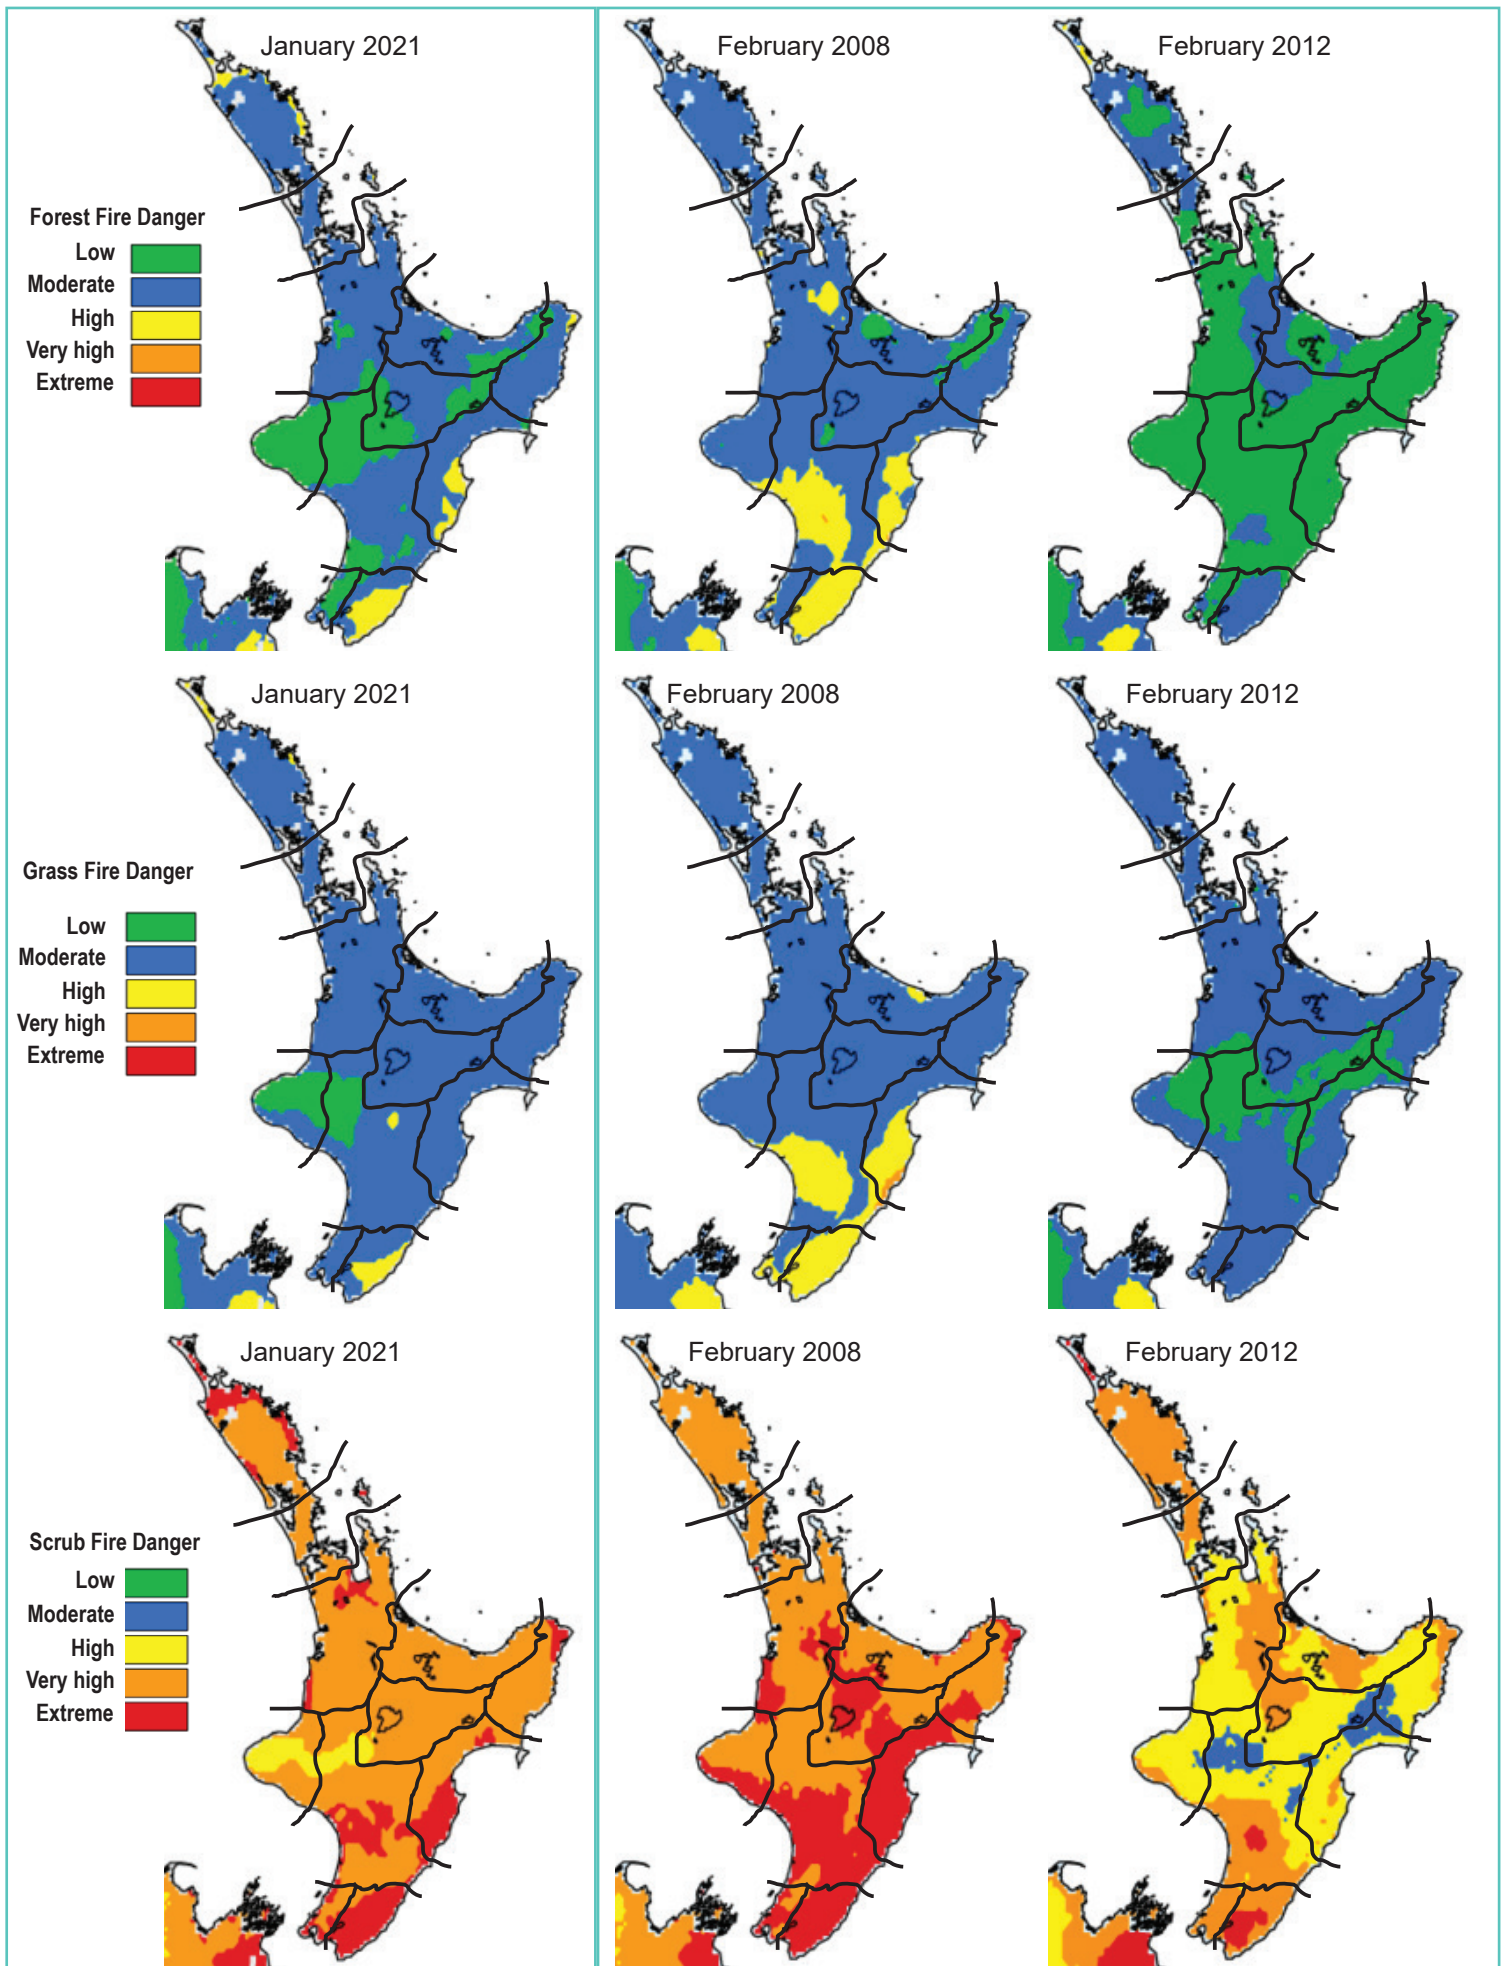 January 2021
February 2008
February 2012
Forest Fire Danger
Low
Moderate
High
Very high
Extreme
January 2021
February 2008
February 2012
Grass Fire Danger
Low
Moderate
High
Very high
Extreme
January 2021
February 2008
February 2012
Scrub Fire Danger
Low
Moderate
High
Very high
Extreme